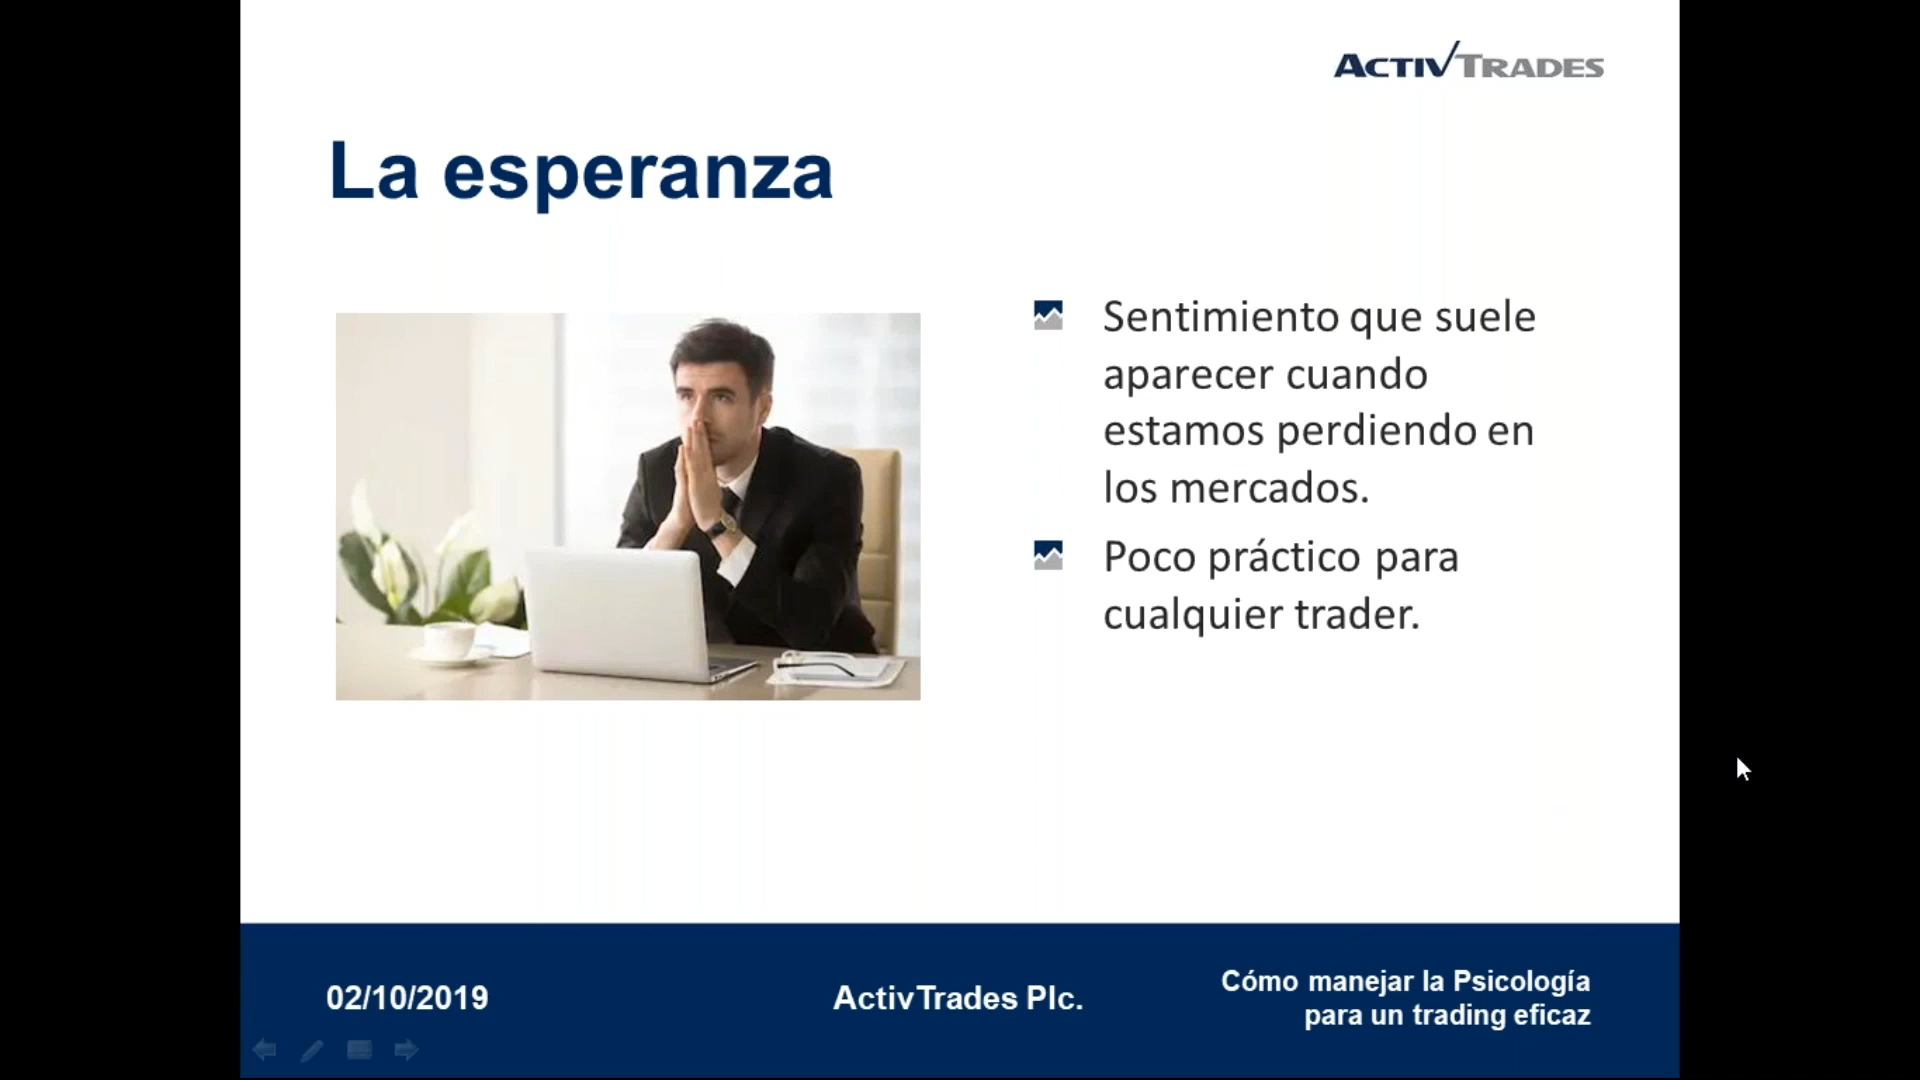 ACTIVTRADES
La esperanza
Sentimiento que suele
aparecer cuando
estamos perdiendo en
los mercados.
Poco práctico para
cualquier trader.
02/10/2019
ActivTrades Plc.
Cómo manejar la Psicología
para un trading eficaz